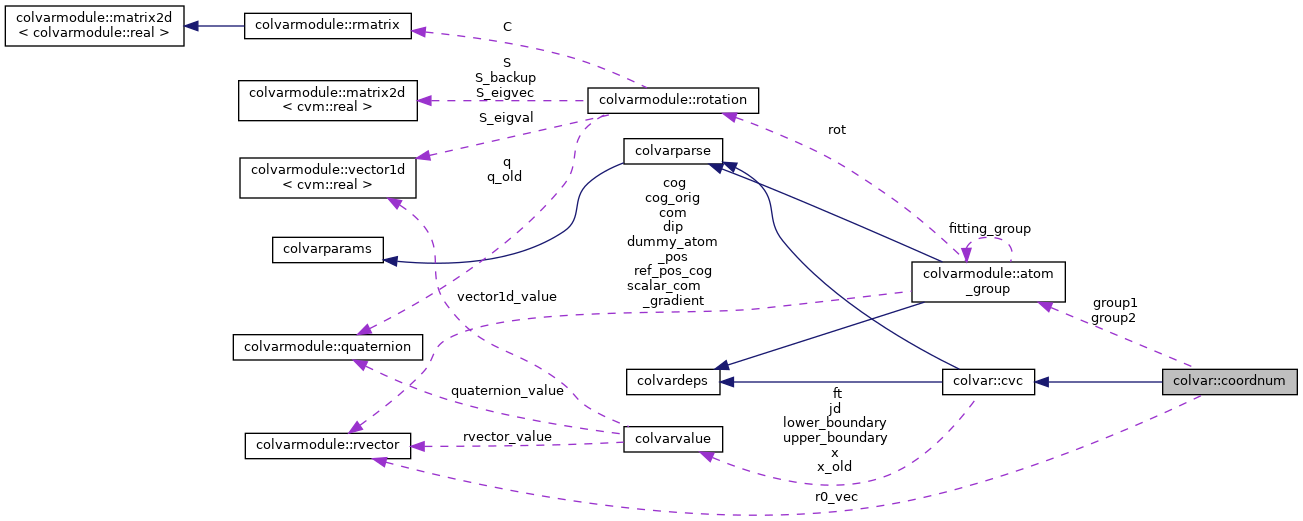 colvarmodule::matrix2d
< colvarmodule::real >
colvarmodule::rmatrix
C
S
S_backup
S_eigvec
colvarmodule::matrix2d
< cvm::real >
colvarmodule::rotation
S_eigval
rot
colvarparse
q
q_old
colvarmodule::vector1d
< cvm::real >
cog
cog_orig
com
dip
dummy_atom
_pos
ref_pos_cog
scalar_com
_gradient
fitting_group
colvarparams
colvarmodule::atom
_group
vector1d_value
group1
group2
colvarmodule::quaternion
colvardeps
colvar::cvc
colvar::coordnum
quaternion_value
ft
jd
lower_boundary
upper_boundary
x
x_old
colvarmodule::rvector
rvector_value
colvarvalue
r0_vec